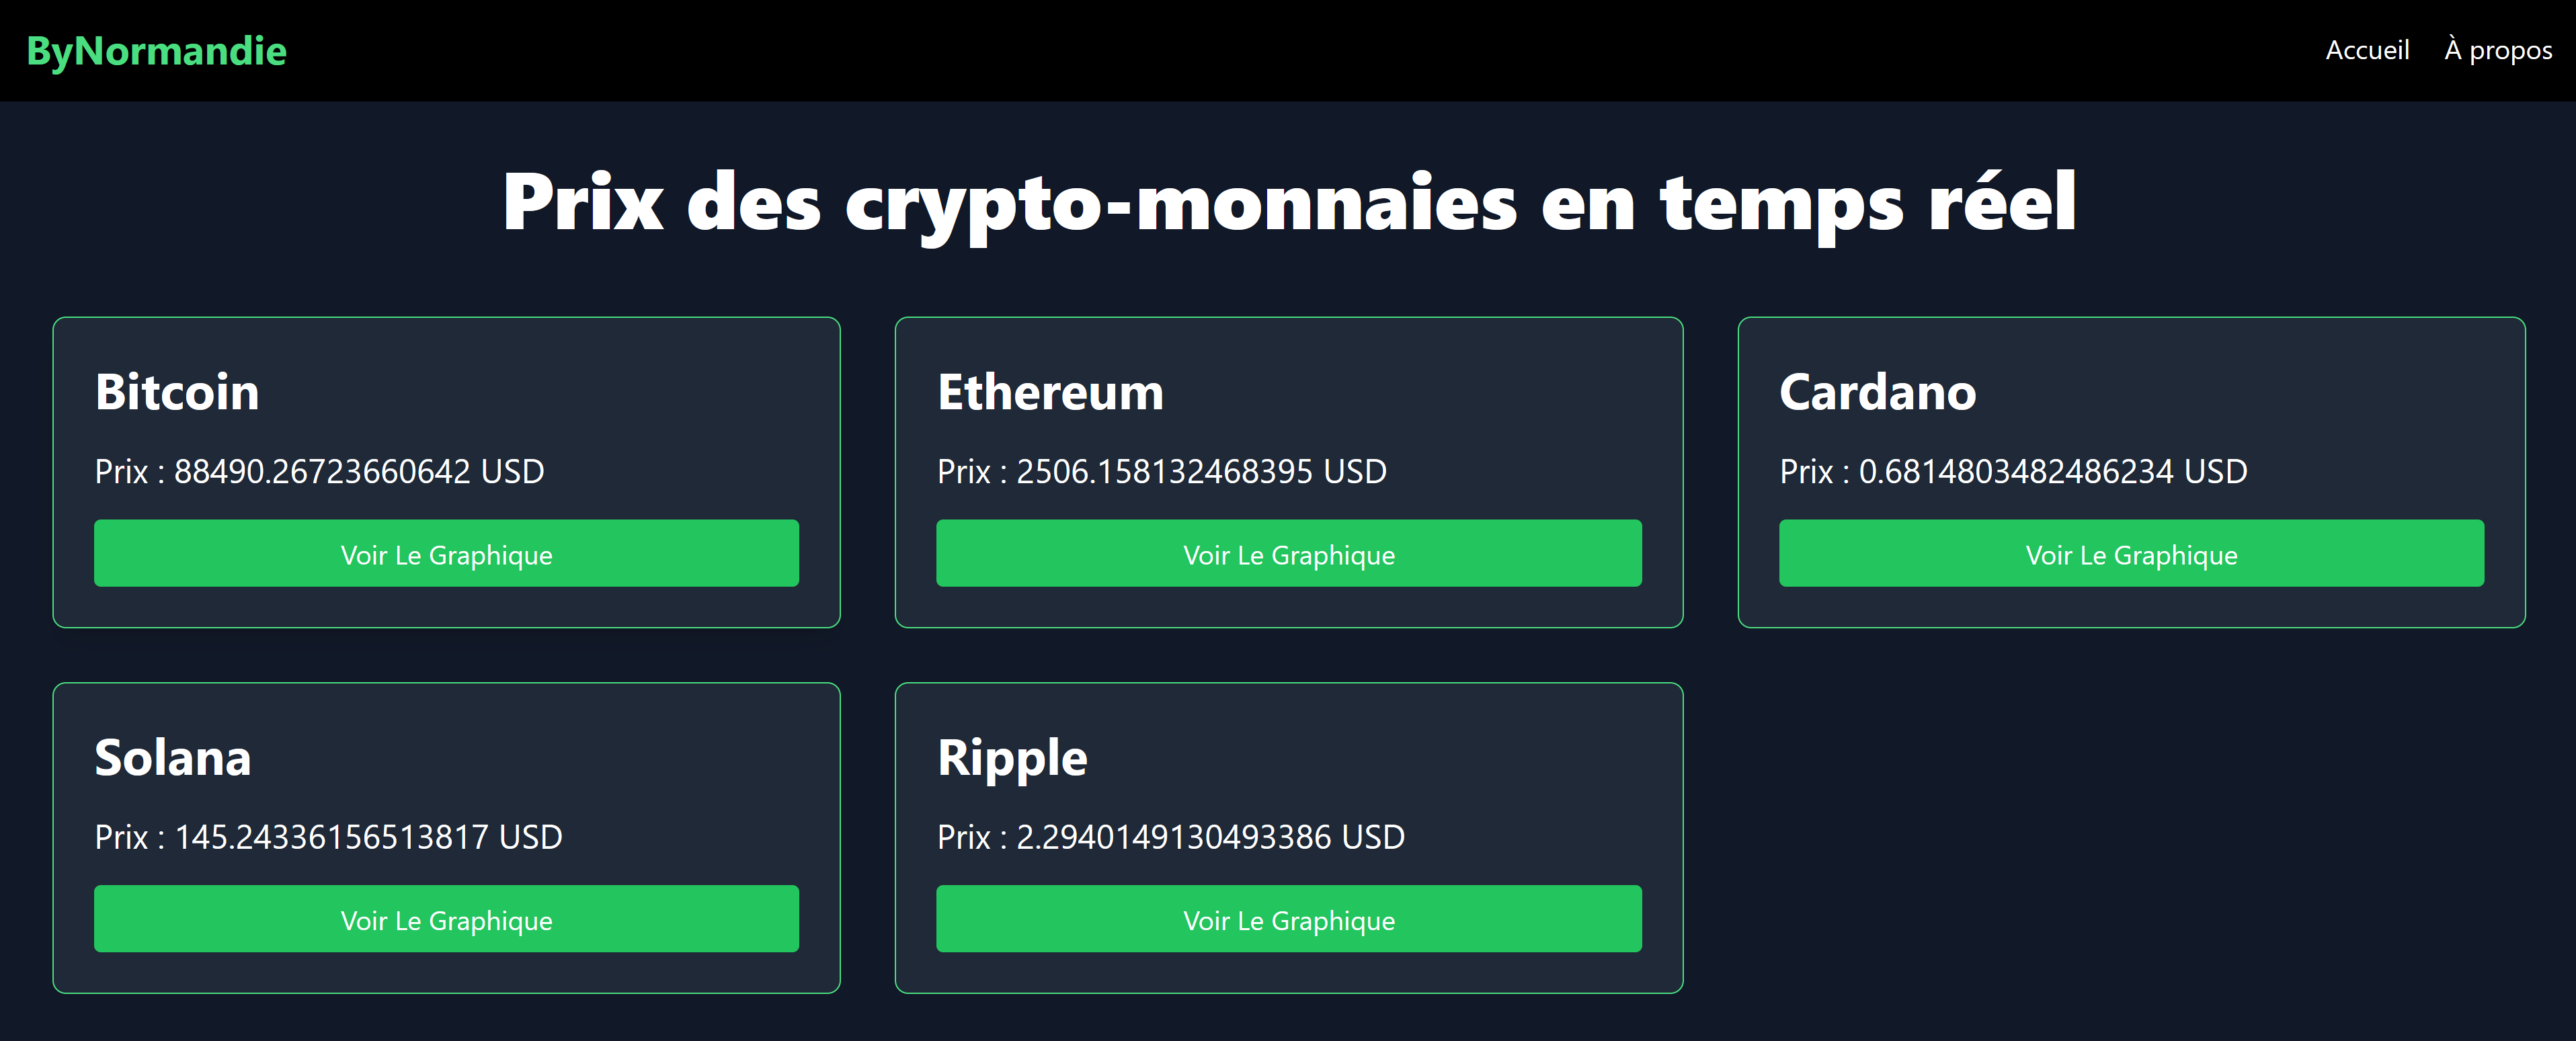 ByNormandie
Accueil À propos
Prix des crypto-monnaies en temps réel
Bitcoin
Prix : 88490.26723660642 USD
Voir Le Graphique
Ethereum
Prix : 2506.158132468395 USD
Voir Le Graphique
Cardano
Prix : 0.6814803482486234 USD
Voir Le Graphique
Solana
Prix : 145.24336156513817 USD
Voir Le Graphique
Ripple
Prix : 2.2940149130493386 USD
Voir Le Graphique